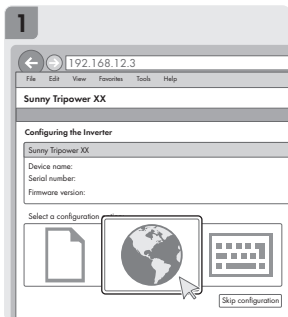 1
192.168.12.3
File Edit View Favorites Tools Help
Sunny Tripower XX
Configuring the Inverter
Sunny Tripower XX
Device name:
Serial number:
Firmware version:
Select a configuration
Skip configuration